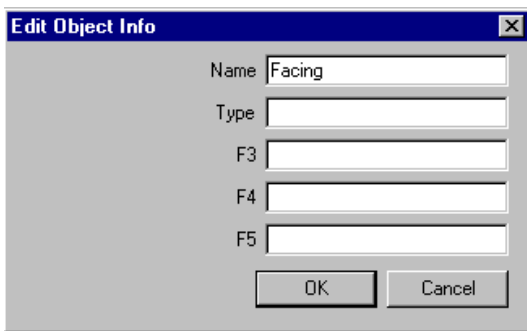 Edit Object Info
Name Facing
Type
F3
F4
F5
OK Cancel